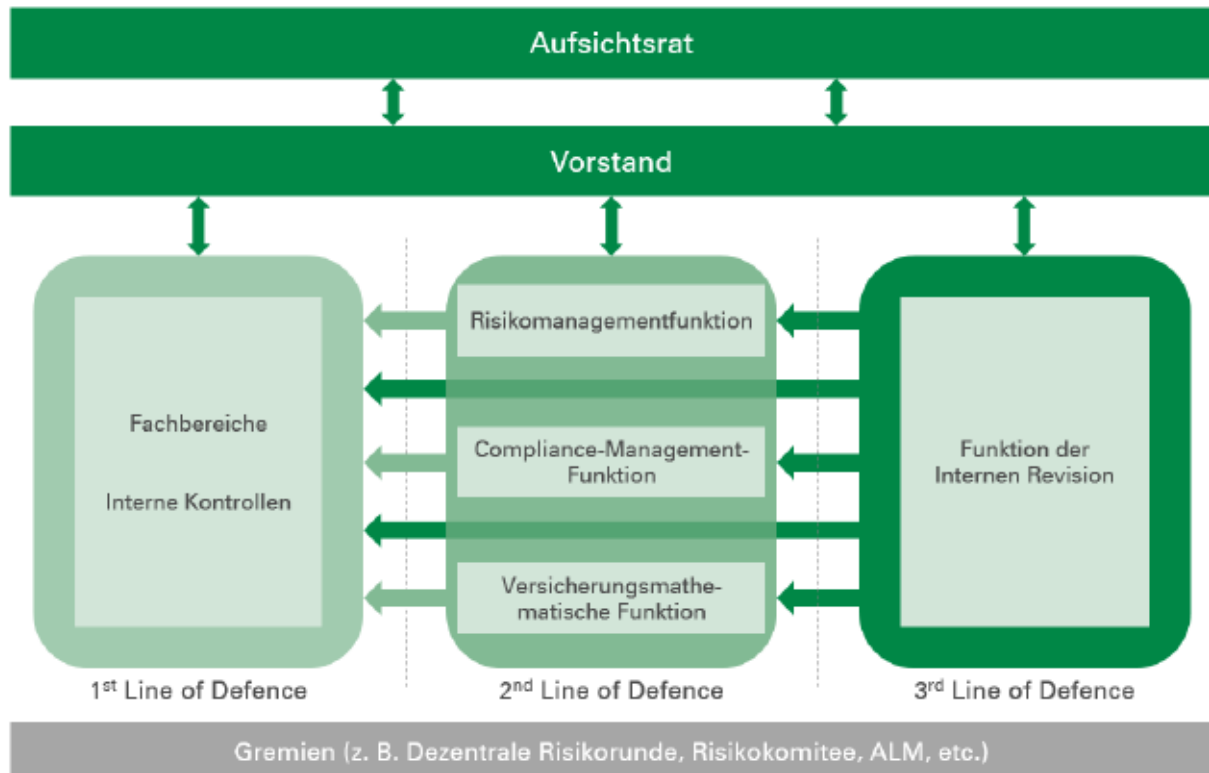 Aufsichtsrat
Vorstand
Fachbereiche
Interne Kontrollen
Risikomanagementfunktion
Compliance-Management-
Funktion
Versicherungsmathe-
matische Funktion
Funktion der
Internen Revision
1st Line of Defence
2nd Line of Defence
3rd Line of Defence
Gremien (z. B. Dezentrale Risikorunde, Risikokomitee, ALM, etc.)